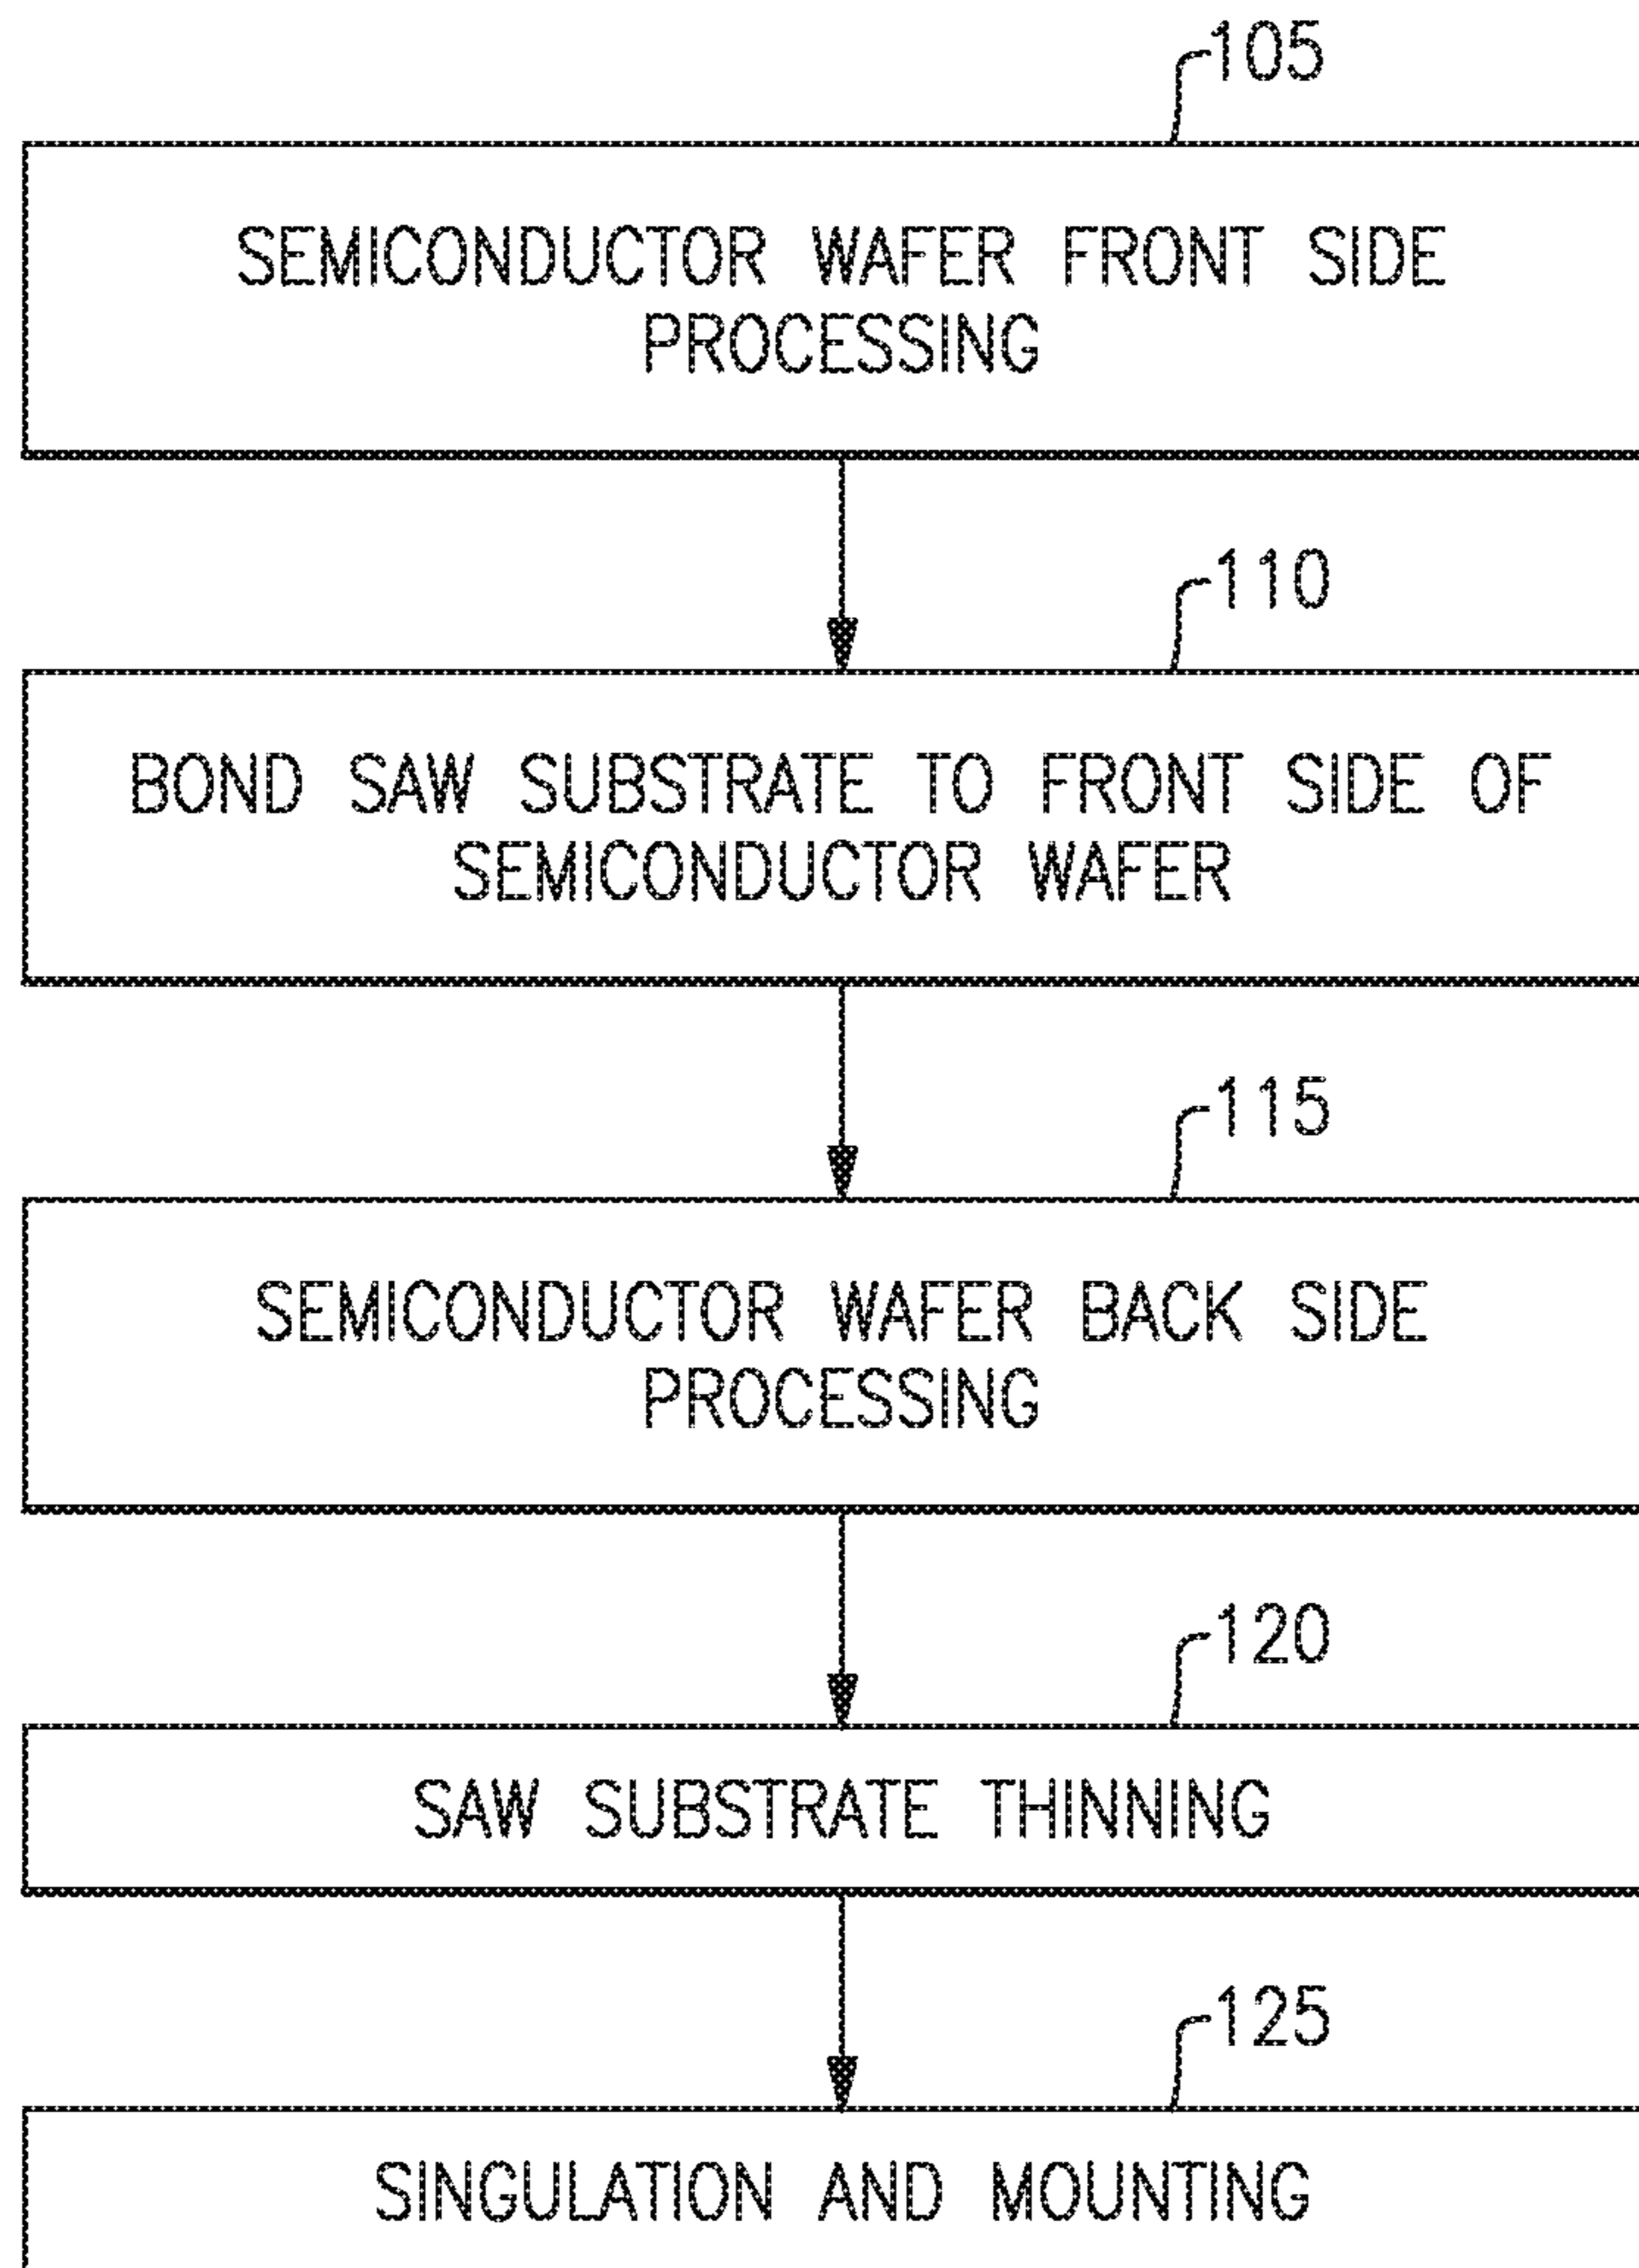 105
SEMICONDUCTOR WAFER FRONT SIDE
PROCESSING
110
BOND SAW SUBSTRATE TO FRONT SIDE OF
SEMICONDUCTOR WAFER
115
SEMICONDUCTOR WAFER BACK SIDE
PROCESSING
120
SAW SUBSTRATE THINNING
125
SINGULATION AND MOUNTING